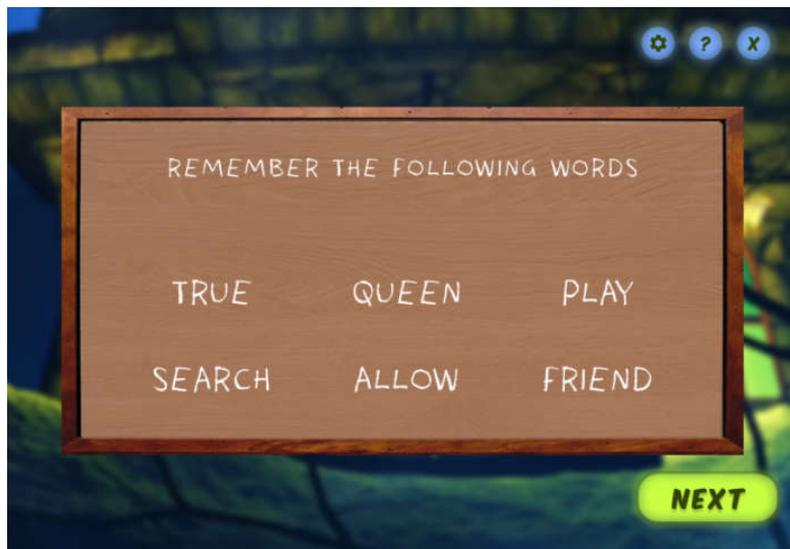 ? X
REMEMBER THE FOLLOWING WORDS
TRUE QUEEN PLAY
SEARCH ALLOW FRIEND
NEXT